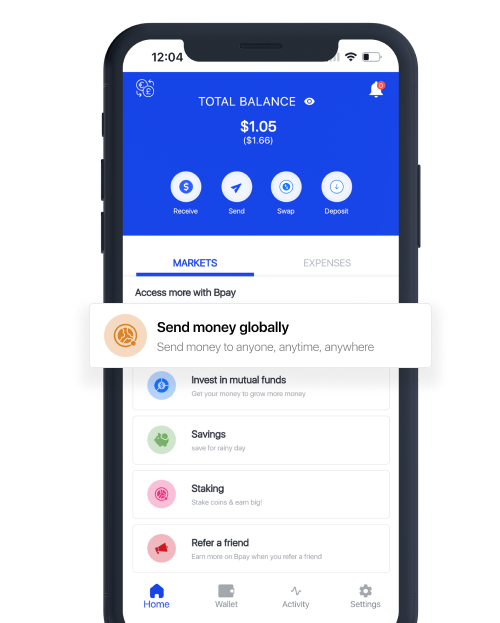 12:04
TOTAL BALANCE
0
$1.05
($1.66)
Receive
Send
Swap
Deposit
MARKETS
EXPENSES
Access more with Bpay
Send money globally
Send money to anyone, anytime, anywhere
Invest in mutual funds
Get your money to grow more money
Savings
save for rainy day
Staking
Stake coins & earn big!
Refer a friend
Earn more on Bpay when you refer a friend
Home
Wallet
Activity
Settings